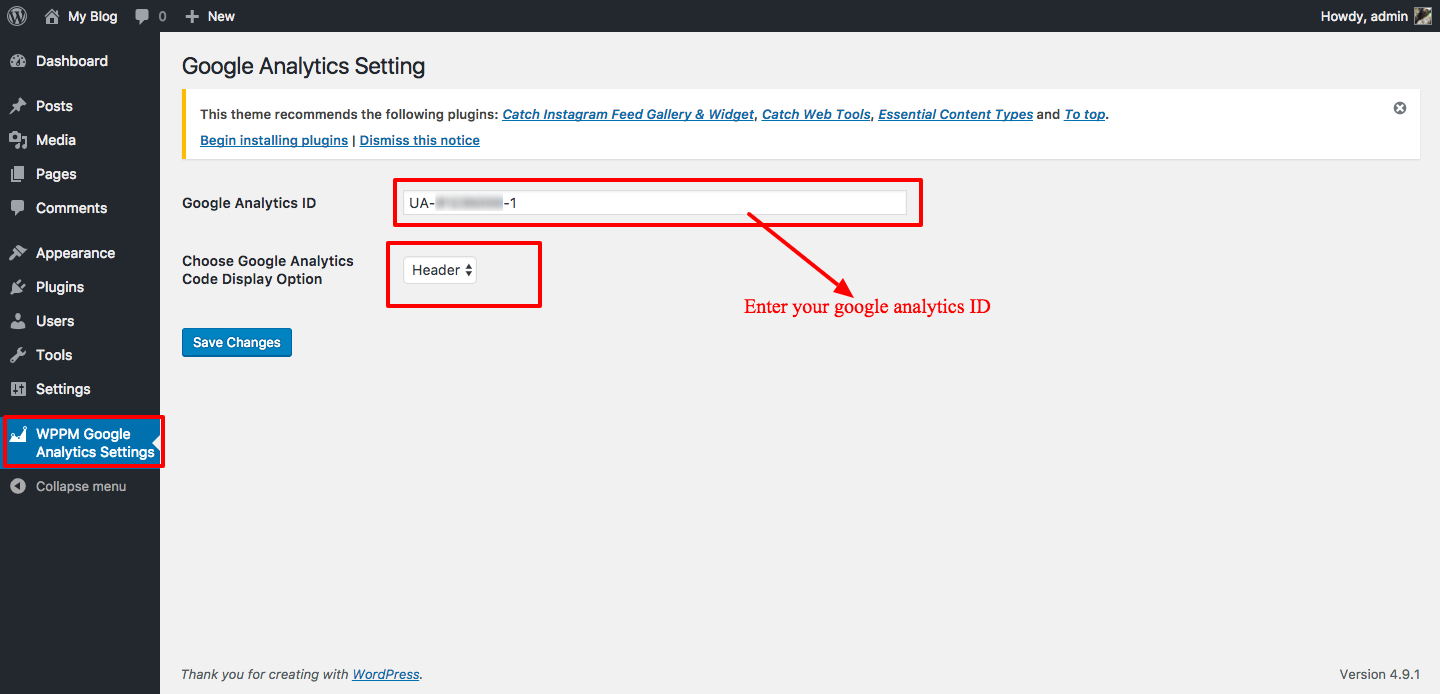 My Blog 0 New Howdy, admin
Dashboard
Posts
Media
Pages
Comments
Appearance
Plugins
Users
Tools
Settings
WPPM Google
Analytics Settings
Collapse menu
Google Analytics Setting
This theme recommends the following plugins: Catch Instagram Feed Gallery & Widget, Catch Web Tools, Essential Content Types and To top.
Begin installing plugins | Dismiss this notice
Google Analytics ID
UA- -1
Choose Google Analytics
Code Display Option
Header
Enter your google analytics ID
Save Changes
Thank you for creating with WordPress.
Version 4.9.1